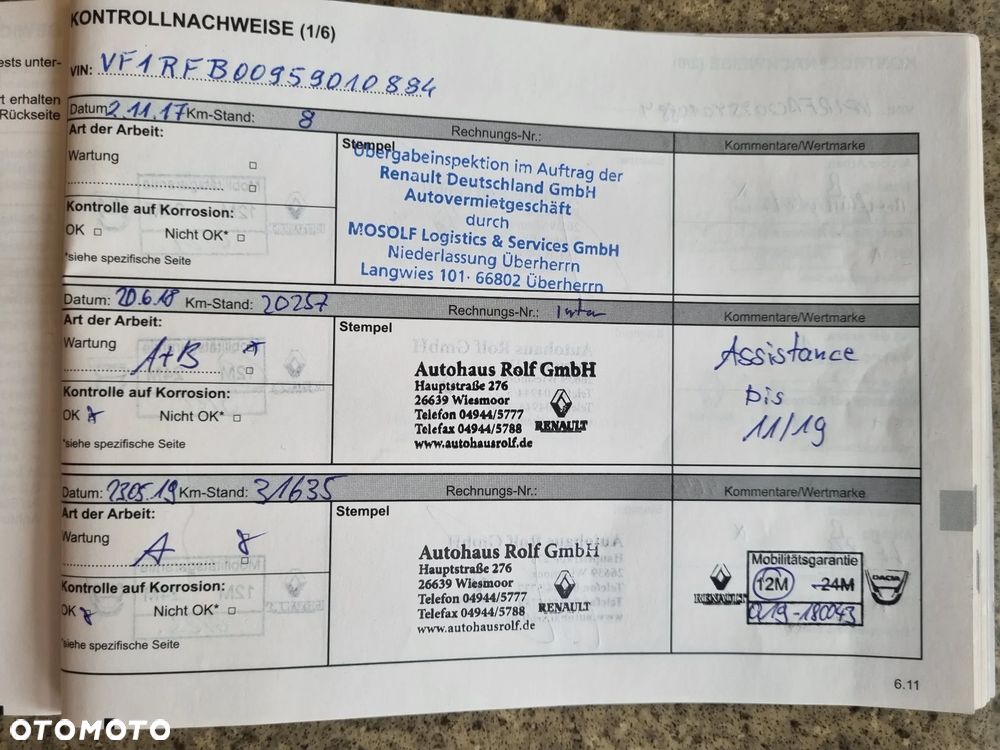 KONTROLLNACHWEISE (1/6)
ests unter-
VIN: VF1RFB00959010894
rt erhalten
Rückseite
Datum: 2.11.17 Km-Stand: 8 Rechnungs-Nr.: Kommentare/Wertmarke
Art der Arbeit:
Wartung
Kontrolle auf Korrosion:
OK □ Nicht OK* □
*siehe spezifische Seite
Stempel
Übergabeinspektion im Auftrag der
Renault Deutschland GmbH
Autovermietgeschäft
durch
MOSOLF Logistics & Services GmbH
Niederlassung Überherrn
Langwies 101· 66802 Überherrn
Datum: 20.6.18 Km-Stand: 20257 Rechnungs-Nr.: Kommentare/Wertmarke
Art der Arbeit:
Wartung A+B
Kontrolle auf Korrosion:
OK Nicht OK* □
*siehe spezifische Seite
Stempel
Autohaus Rolf GmbH
Hauptstraße 276
26639 Wiesmoor
Telefon 04944/5777
Telefax 04944/5788 RENAULT
www.autohausrolf.de
Assistance
bis
11/19
Datum: 23.05.19 Km-Stand: 31635 Rechnungs-Nr.: Kommentare/Wertmarke
Art der Arbeit:
Wartung A
Kontrolle auf Korrosion:
OK Nicht OK* □
*siehe spezifische Seite
Stempel
Autohaus Rolf GmbH
Hauptstraße 276
26639 Wiesmoor
Telefon 04944/5777
Telefax 04944/5788 RENAULT
www.autohausrolf.de
Mobilitätsgarantie
12M 24M
RENAULT DACIA
019-180043
6.11
OTOMOTO